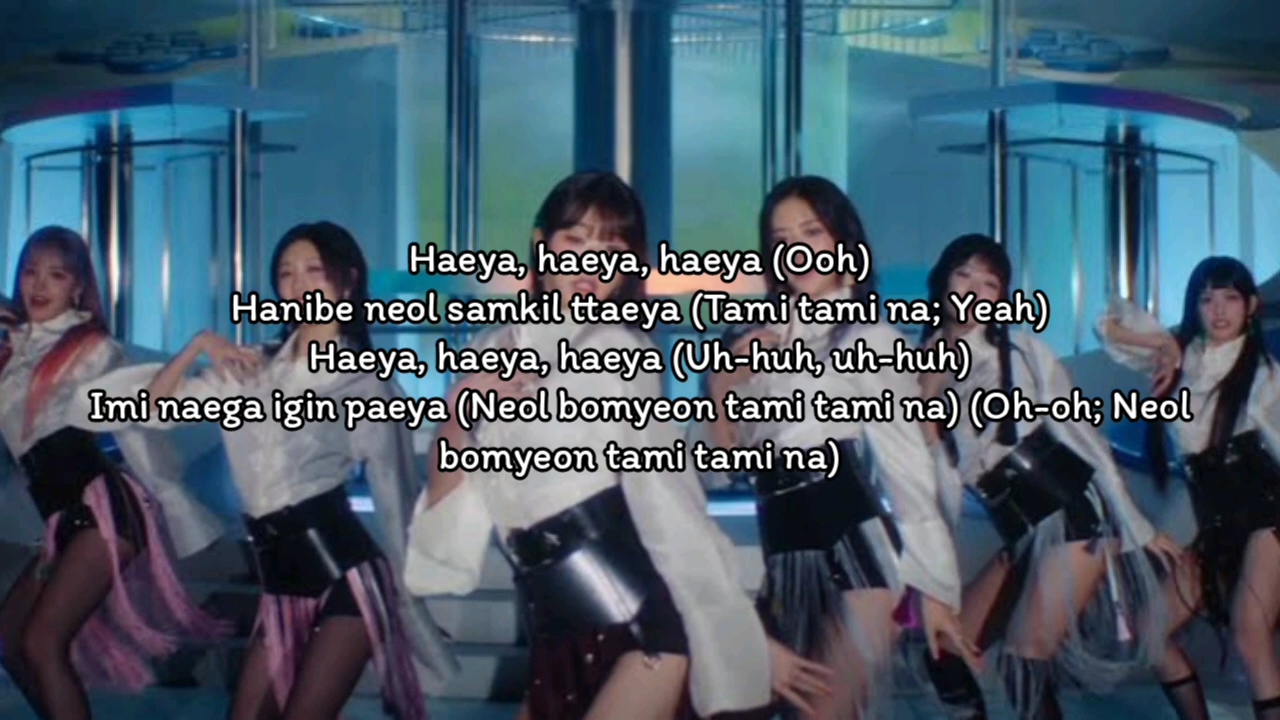 Haeya, haeya, haeya (Ooh)
Hanibe neol samkil ttaeya (Tami tami na; Yeah)
Haeya, haeya, haeya (Uh-huh, uh-huh)
Imi naega igin paeya (Neol bomyeon tami tami na) (Oh-oh; Neol
bomyeon tami tami na)